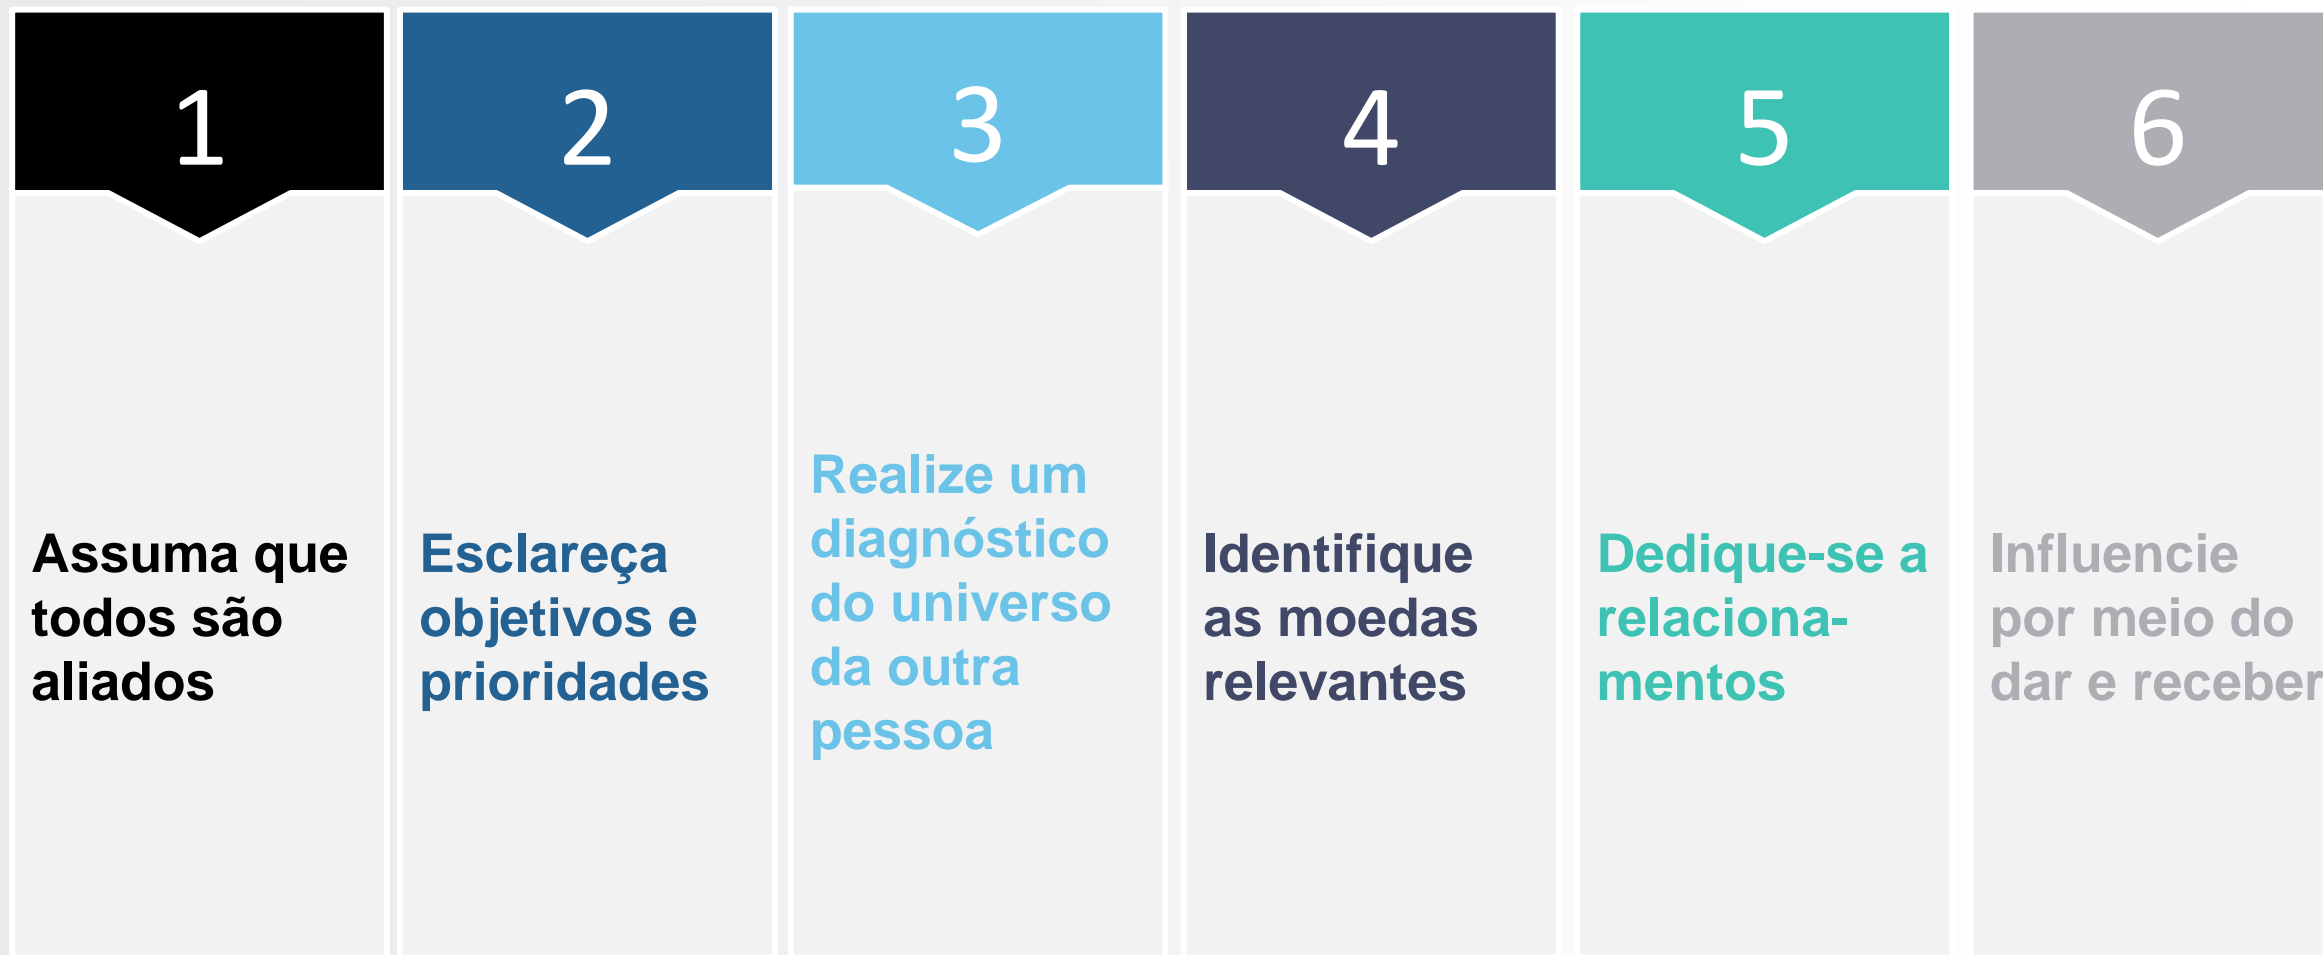 1
Assuma que
todos são
aliados
2
Esclareça
objetivos e
prioridades
3
Realize um
diagnóstico
do universo
da outra
pessoa
4
Identifique
as moedas
relevantes
5
Dedique-se a
relaciona-
mentos
6
Influencie
por meio do
dar e receber